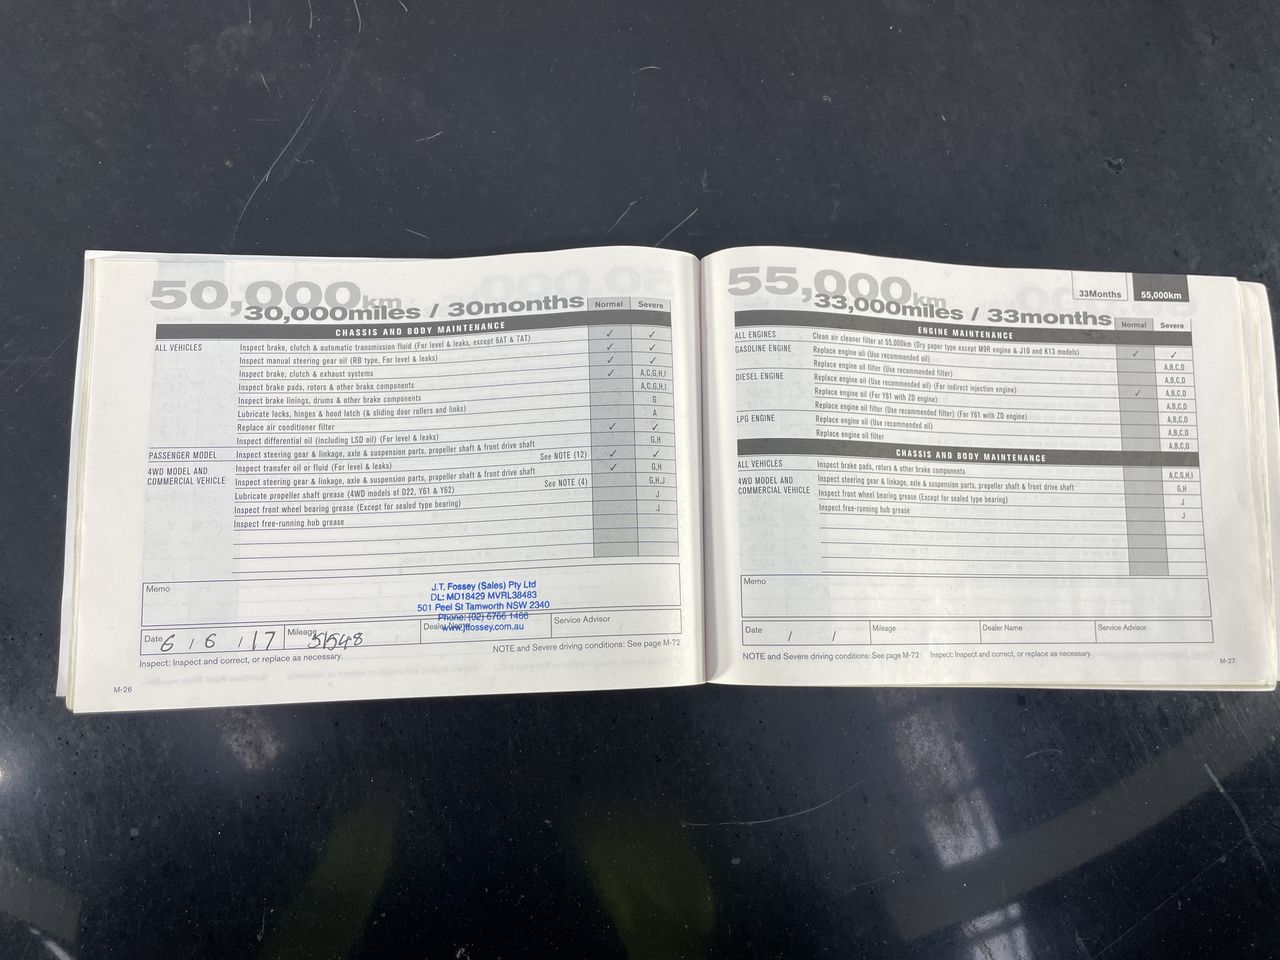 50,000km
30,000miles / 30months
Normal Severe
CHASSIS AND BODY MAINTENANCE ✓ ✓
ALL VEHICLES Inspect brake, clutch & automatic transmission fluid (For level & leaks, except 6AT & 7AT) ✓ ✓
Inspect manual steering gear oil (RB type, For level & leaks) ✓ ✓
Inspect brake, clutch & exhaust systems ✓ A,C,G,H,I
Inspect brake pads, rotors & other brake components A,C,G,H,I
Inspect brake linings, drums & other brake components G
Lubricate locks, hinges & hood latch (& sliding door rollers and links) A
Replace air conditioner filter ✓ ✓
Inspect differential oil (including LSD oil) (For level & leaks) G,H
PASSENGER MODEL Inspect steering gear & linkage, axle & suspension parts, propeller shaft & front drive shaft See NOTE (12) ✓ ✓
4WD MODEL AND Inspect transfer oil or fluid (For level & leaks) ✓ G,H
COMMERCIAL VEHICLE Inspect steering gear & linkage, axle & suspension parts, propeller shaft & front drive shaft See NOTE (4) G,H,J
Lubricate propeller shaft grease (4WD models of D22, Y61 & Y62) J
Inspect front wheel bearing grease (Except for sealed type bearing) J
Inspect free-running hub grease
Memo
J.T. Fossey (Sales) Pty Ltd
DL: MD18429 MVRL38483
501 Peel St Tamworth NSW 2340
Phone: (02) 6766 1488
www.jtfossey.com.au
Date 6 / 6 / 17 Mileage 51548 Dealer Name Service Advisor
Inspect: Inspect and correct, or replace as necessary. NOTE and Severe driving conditions: See page M-72
M-26
55,000km
33,000miles / 33months
33Months 55,000km
Normal Severe
ENGINE MAINTENANCE
ALL ENGINES Clean air cleaner filter at 55,000km (Dry paper type except M9R engine & J10 and K13 models) ✓ ✓
GASOLINE ENGINE Replace engine oil (Use recommended oil) A,B,C,D
Replace engine oil filter (Use recommended filter) A,B,C,D
DIESEL ENGINE Replace engine oil (Use recommended oil) (For indirect injection engine) ✓ A,B,C,D
Replace engine oil (For Y61 with ZD engine) A,B,C,D
Replace engine oil filter (Use recommended filter) (For Y61 with ZD engine) A,B,C,D
LPG ENGINE Replace engine oil (Use recommended oil) A,B,C,D
Replace engine oil filter
CHASSIS AND BODY MAINTENANCE
ALL VEHICLES Inspect brake pads, rotors & other brake components A,C,G,H,I
4WD MODEL AND Inspect steering gear & linkage, axle & suspension parts, propeller shaft & front drive shaft G,H
COMMERCIAL VEHICLE Inspect front wheel bearing grease (Except for sealed type bearing) J
Inspect free-running hub grease J
Memo
Date / / Mileage Dealer Name Service Advisor
NOTE and Severe driving conditions: See page M-72 Inspect: Inspect and correct, or replace as necessary.
M-27